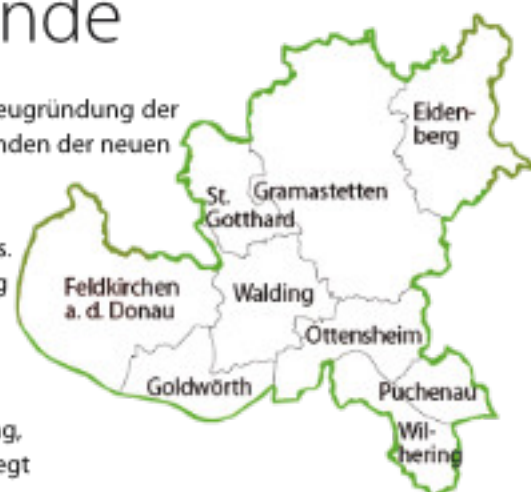 nde
eugründung der
nden der neuen
s.
g
g,
egt
Eiden-
berg
St.
Gotthard
Gramastetten
Feldkirchen
a. d. Donau
Walding
Ottensheim
Goldwörth
Puchenau
Wil-
hering